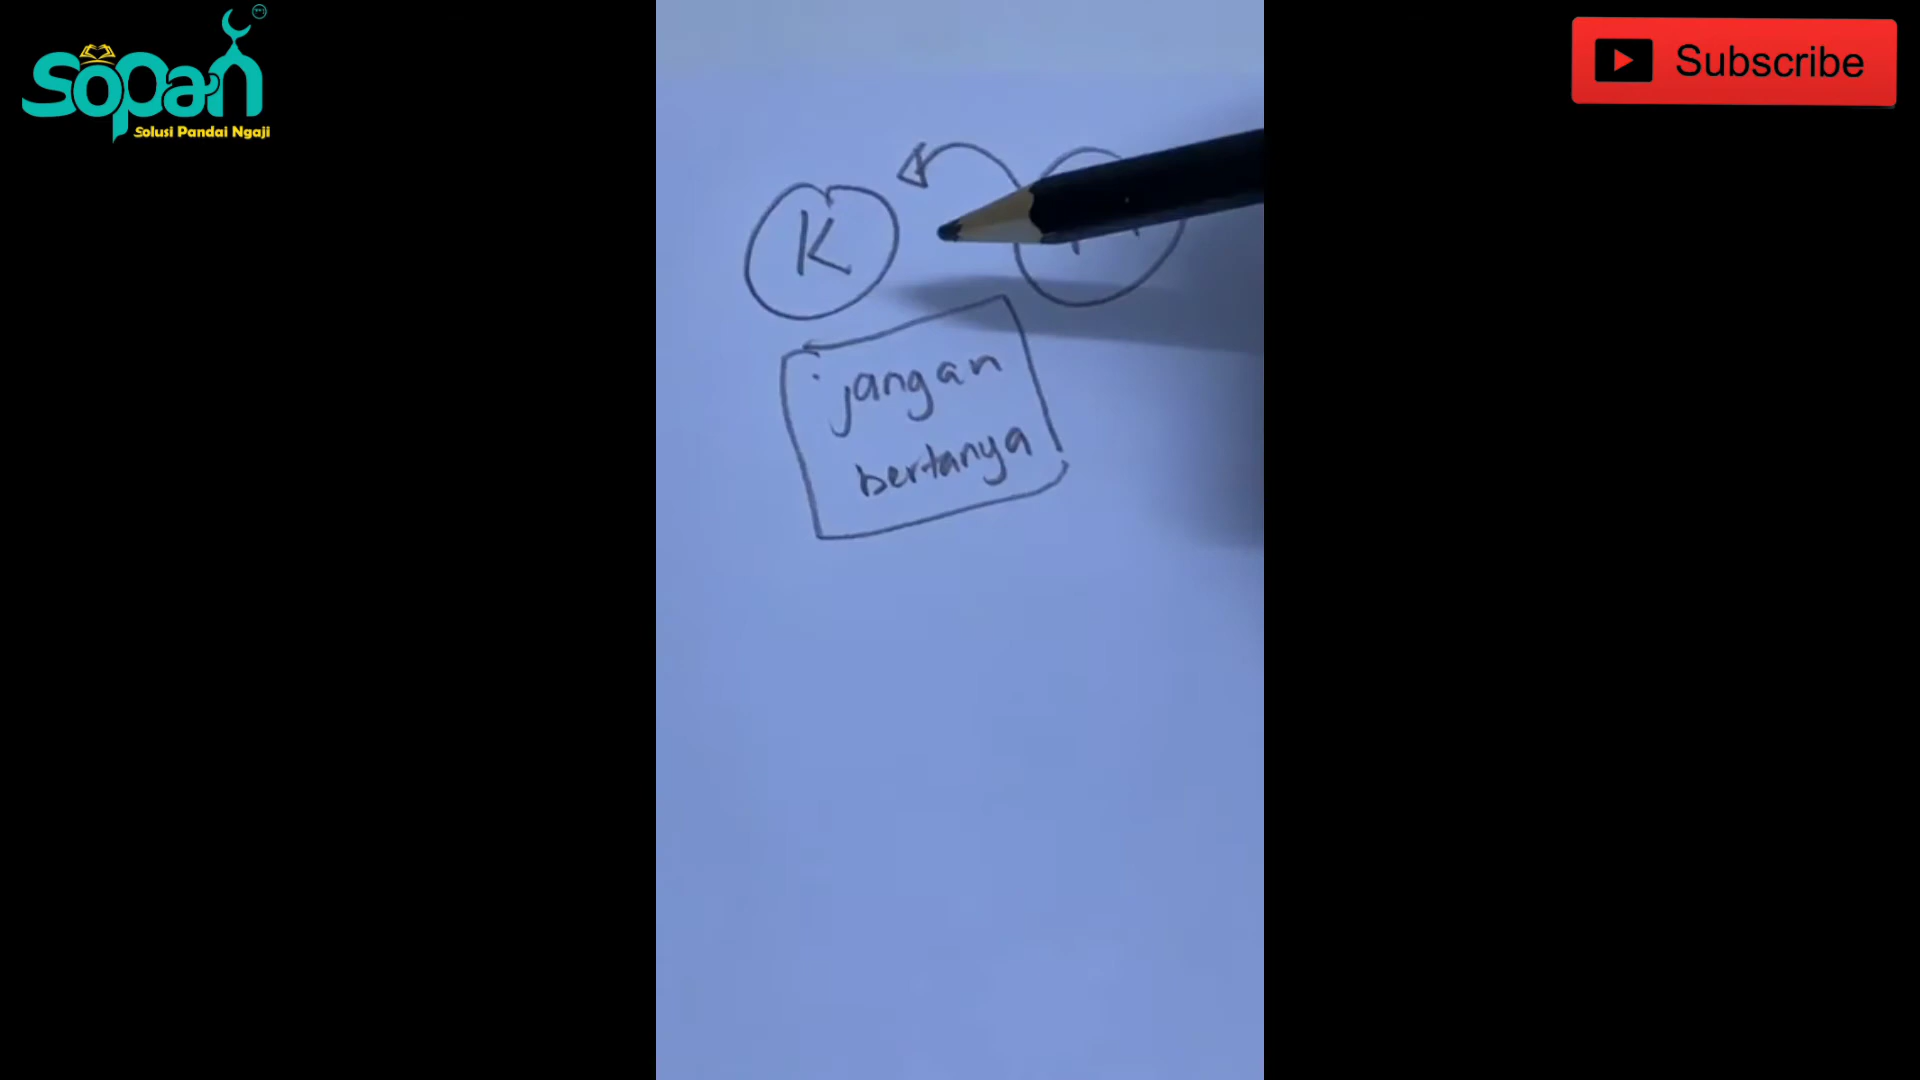 sopan
Solusi Pandai Ngaji
Subscribe
K
jangan
bertanya